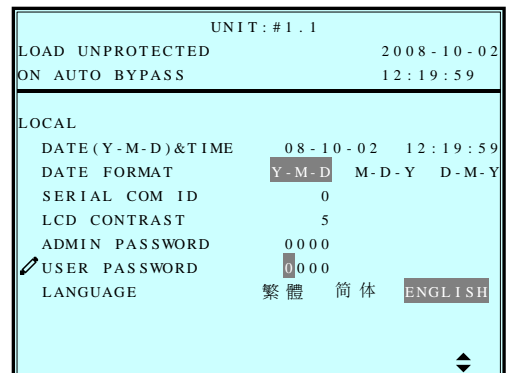 UNIT:#1.1
LOAD UNPROTECTED 2008-10-02
ON AUTO BYPASS 12:19:59
LOCAL
DATE(Y-M-D)&TIME 08-10-02 12:19:59
DATE FORMAT Y-M-D M-D-Y D-M-Y
SERIAL COM ID 0
LCD CONTRAST 5
ADMIN PASSWORD 0000
USER PASSWORD 0000
LANGUAGE 繁體 简体 ENGLISH